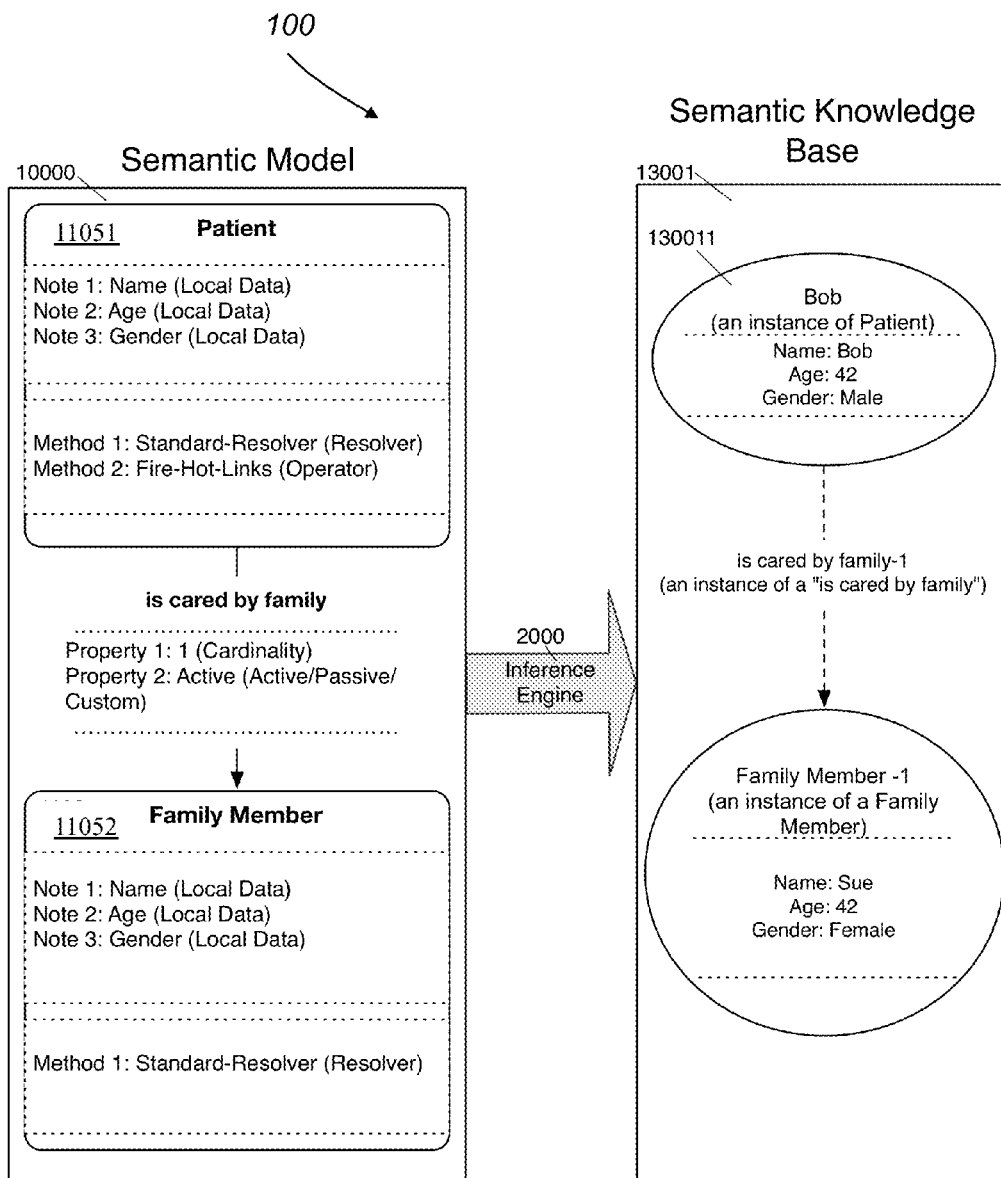 100
Semantic Model
10000
11051
Patient
Note 1: Name (Local Data)
Note 2: Age (Local Data)
Note 3: Gender (Local Data)
Method 1: Standard-Resolver (Resolver)
Method 2: Fire-Hot-Links (Operator)
is cared by family
Property 1: 1 (Cardinality)
Property 2: Active (Active/Passive/
Custom)
11052
Family Member
Note 1: Name (Local Data)
Note 2: Age (Local Data)
Note 3: Gender (Local Data)
Method 1: Standard-Resolver (Resolver)
2000
Inference
Engine
Semantic Knowledge
Base
13001
130011
Bob
(an instance of Patient)
Name: Bob
Age: 42
Gender: Male
is cared by family-1
(an instance of a "is cared by family")
Family Member -1
(an instance of a Family
Member)
Name: Sue
Age: 42
Gender: Female